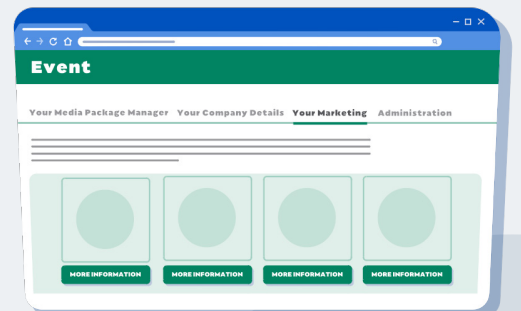 Event
Your Media Package Manager Your Company Details Your Marketing Administration
MORE INFORMATION MORE INFORMATION MORE INFORMATION MORE INFORMATION